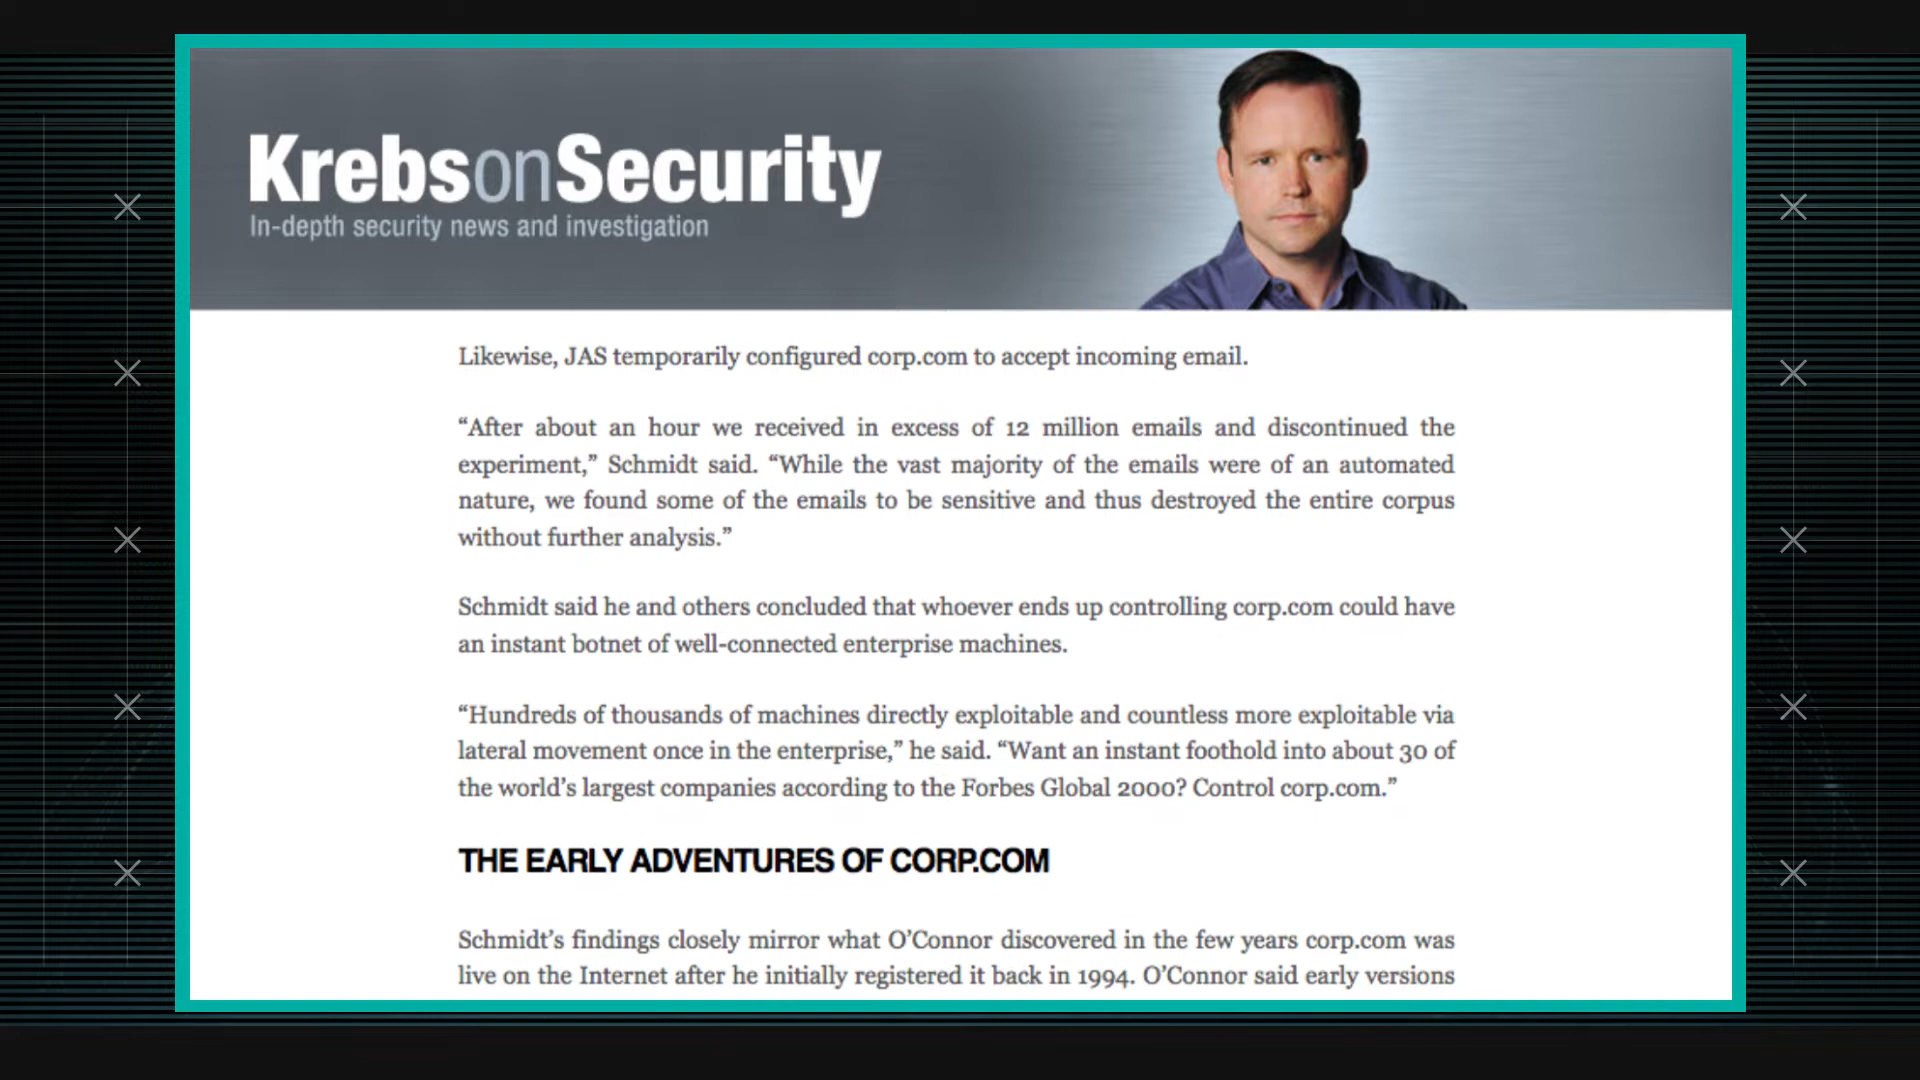 KrebsonSecurity
In-depth security news and investigation
Likewise, JAS temporarily configured corp.com to accept incoming email.
“After about an hour we received in excess of 12 million emails and discontinued the
experiment,” Schmidt said. “While the vast majority of the emails were of an automated
nature, we found some of the emails to be sensitive and thus destroyed the entire corpus
without further analysis.”
Schmidt said he and others concluded that whoever ends up controlling corp.com could have
an instant botnet of well-connected enterprise machines.
“Hundreds of thousands of machines directly exploitable and countless more exploitable via
lateral movement once in the enterprise,” he said. “Want an instant foothold into about 30 of
the world’s largest companies according to the Forbes Global 2000? Control corp.com.”
THE EARLY ADVENTURES OF CORP.COM
Schmidt’s findings closely mirror what O’Connor discovered in the few years corp.com was
live on the Internet after he initially registered it back in 1994. O’Connor said early versions